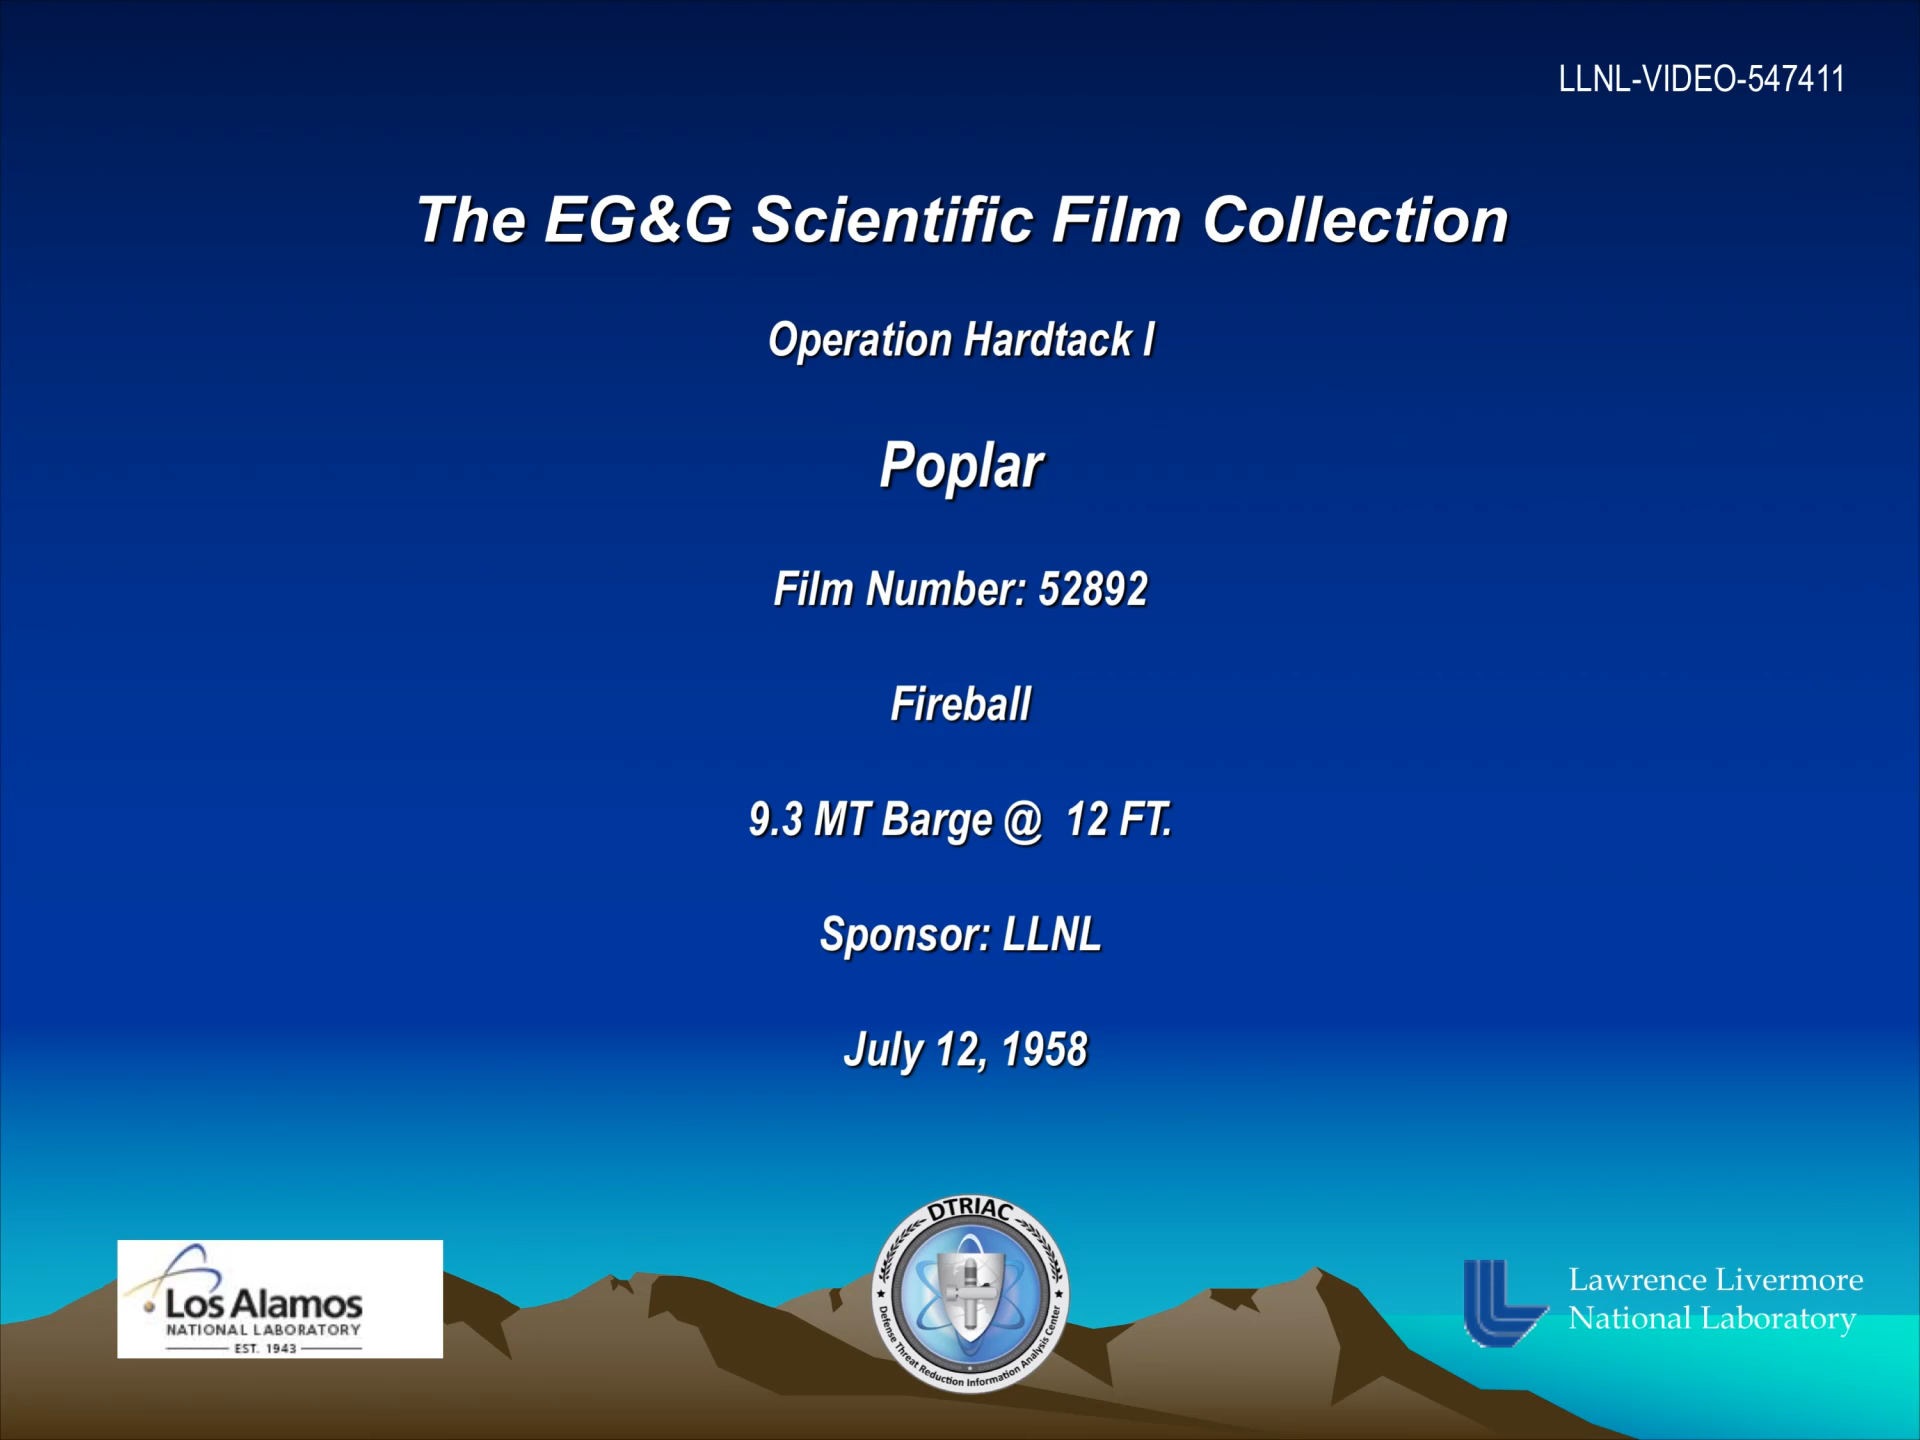 LLNL-VIDEO-547411
The EG&G Scientific Film Collection
Operation Hardtack I
Poplar
Film Number: 52892
Fireball
9.3 MT Barge @  12 FT.
Sponsor: LLNL
July 12, 1958
Los Alamos
NATIONAL LABORATORY
EST. 1943
DTRIAC
Defense Threat Reduction Information Analysis Center
Lawrence Livermore
National Laboratory